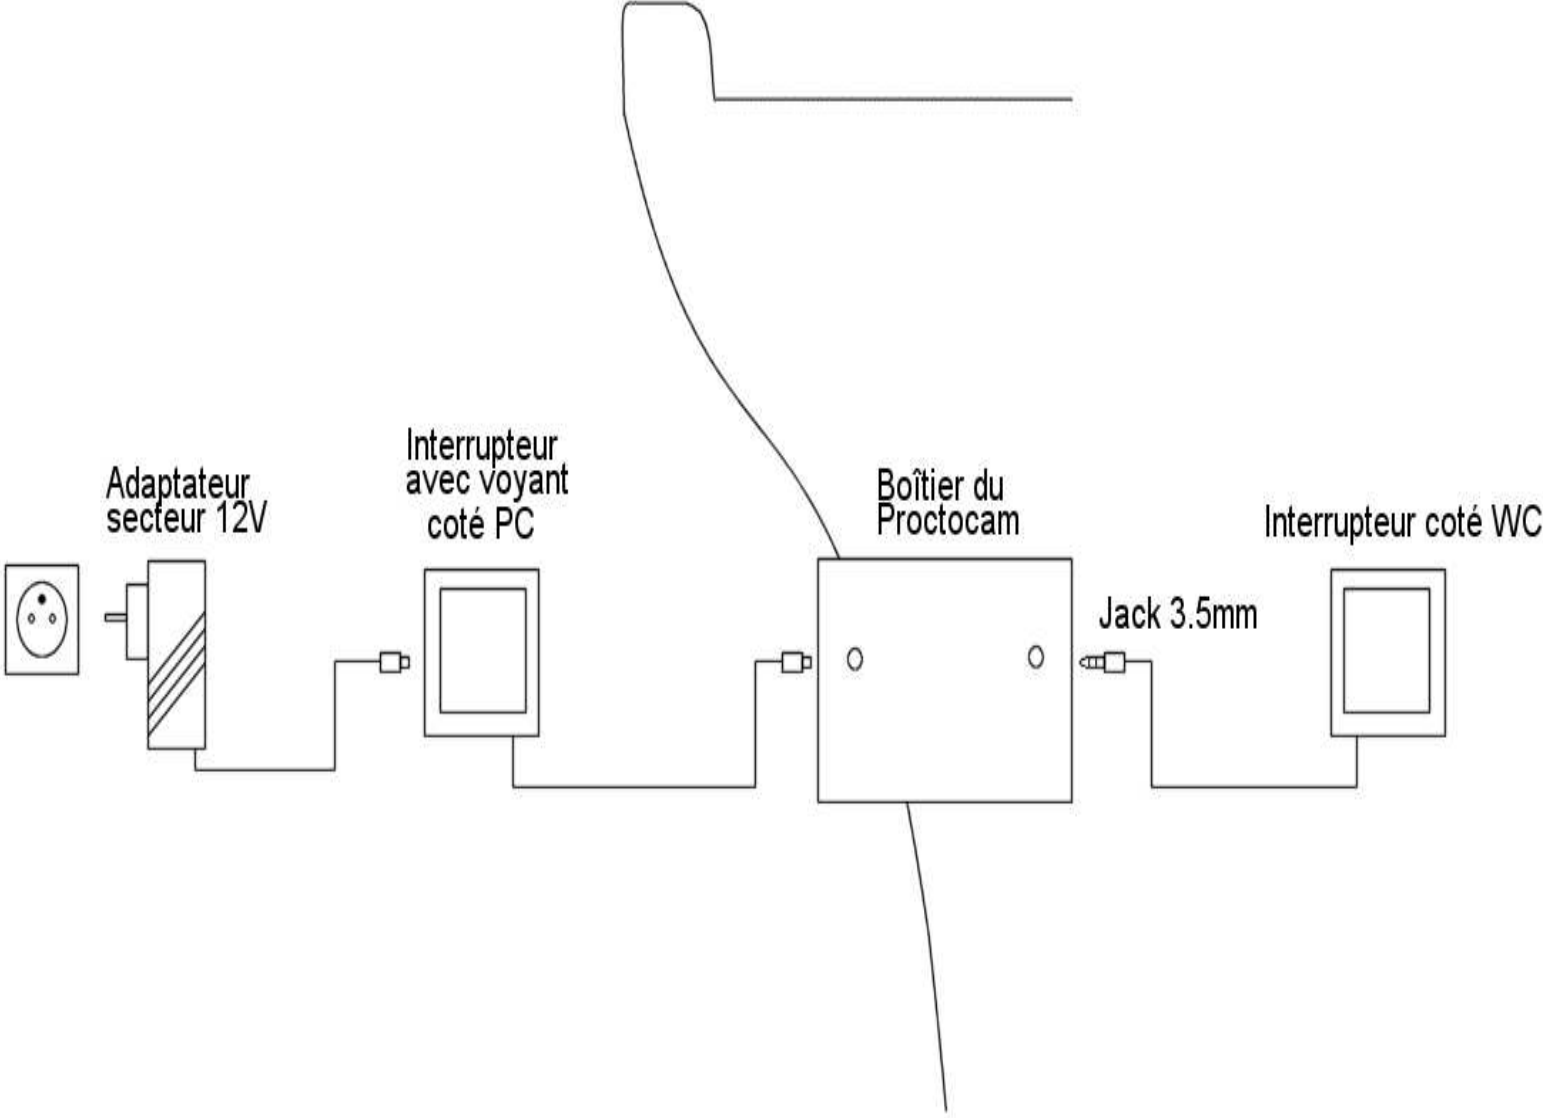 Adaptateur
secteur 12V
Interrupteur
avec voyant
coté PC
Boîtier du
Proctocam
Jack 3.5mm
Interrupteur coté WC